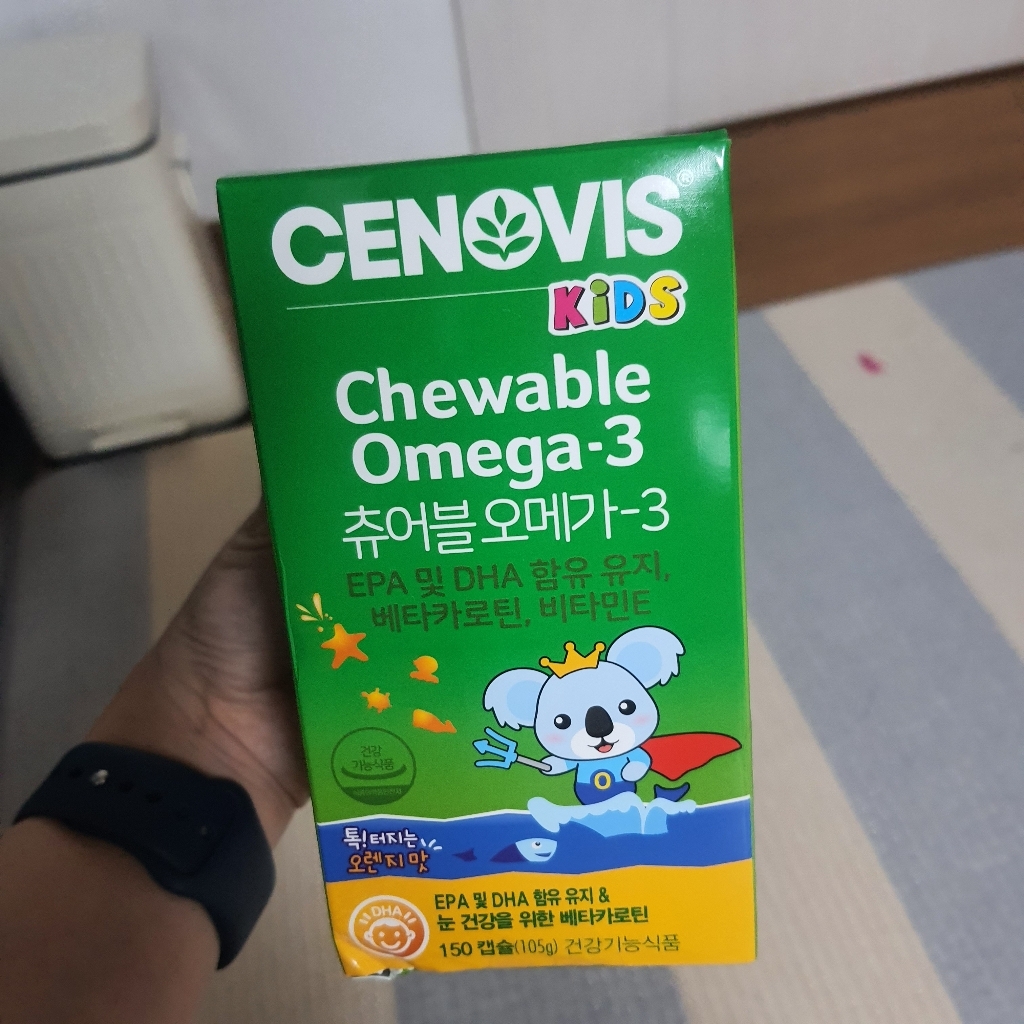 CENOVIS®
KiDS
Chewable
Omega-3
츄어블 오메가-3
EPA 및 DHA 함유 유지,
베타카로틴, 비타민E
건강
기능식품
톡!터지는
오렌지 맛
DHA
EPA 및 DHA 함유 유지 &
눈 건강을 위한 베타카로틴
150 캡슐(105g) 건강기능식품